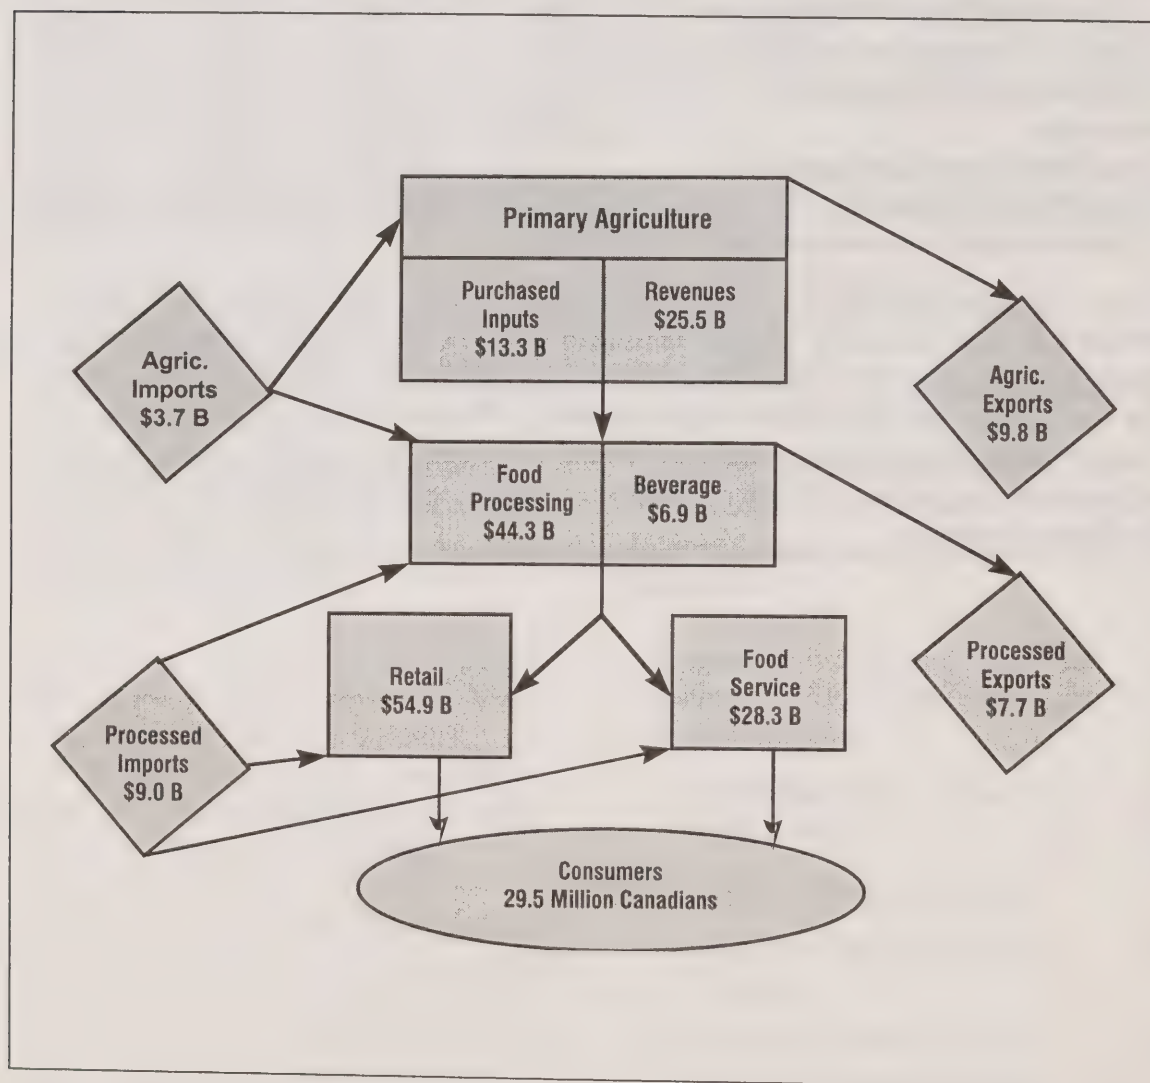 Primary Agriculture
Purchased
Inputs
$13.3 B
Revenues
$25.5 B
Agric.
Imports
$3.7 B
Agric.
Exports
$9.8 B
Food
Processing
$44.3 B
Beverage
$6.9 B
Retail
$54.9 B
Food
Service
$28.3 B
Processed
Exports
$7.7 B
Processed
Imports
$9.0 B
Consumers
29.5 Million Canadians